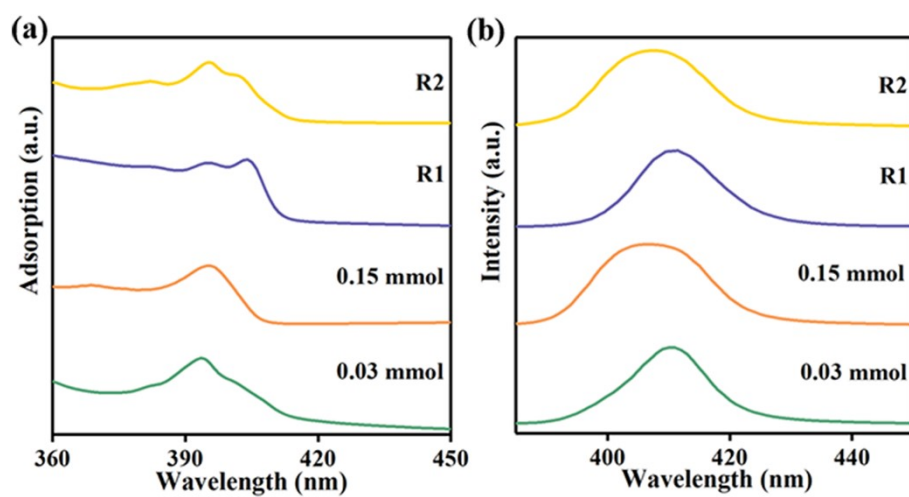 (a)
Adsorption (a.u.)
R2
R1
0.15 mmol
0.03 mmol
360
390
420
450
Wavelength (nm)
(b)
Intensity (a.u.)
R2
R1
0.15 mmol
0.03 mmol
400
420
440
Wavelength (nm)